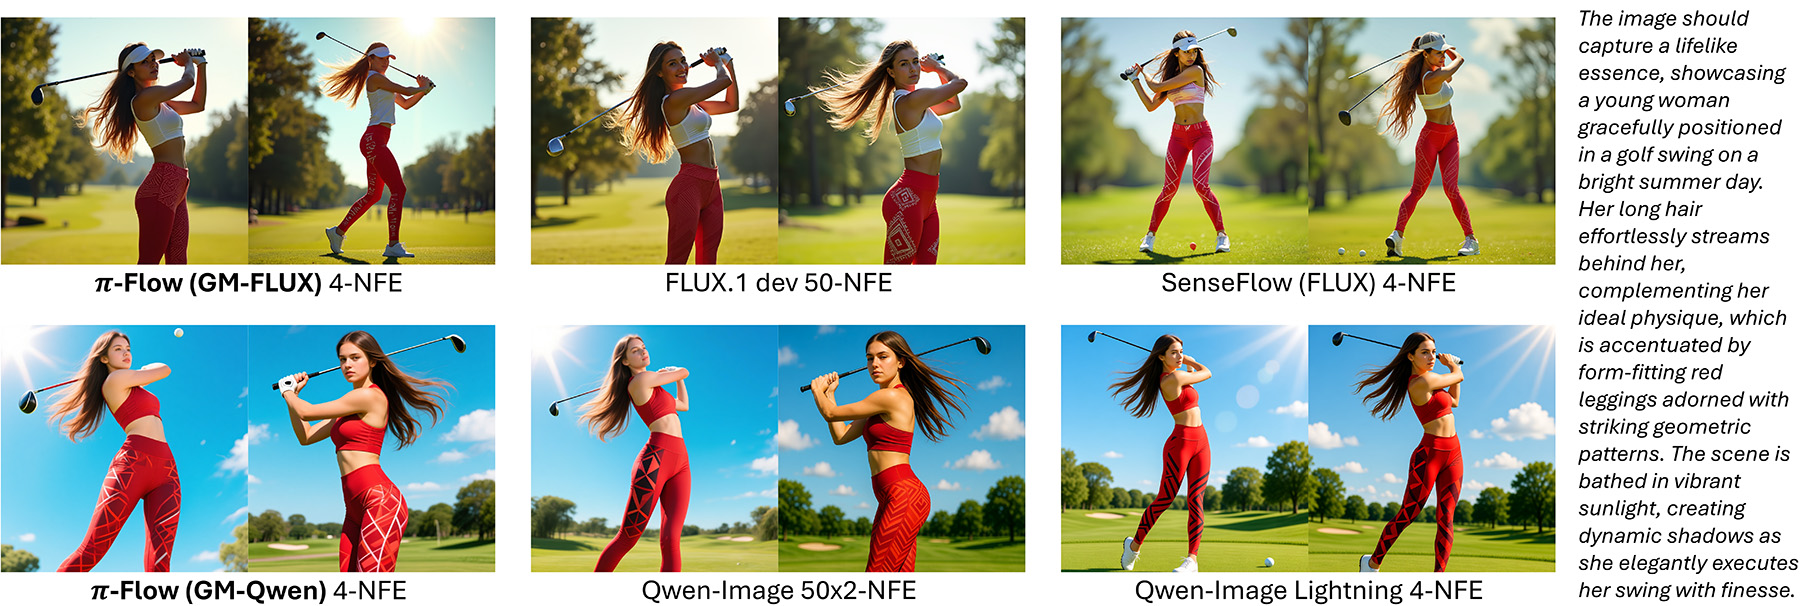 π-Flow (GM-FLUX) 4-NFE
FLUX.1 dev 50-NFE
SenseFlow (FLUX) 4-NFE
π-Flow (GM-Qwen) 4-NFE
Qwen-Image 50x2-NFE
Qwen-Image Lightning 4-NFE
The image should
capture a lifelike
essence, showcasing
a young woman
gracefully positioned
in a golf swing on a
bright summer day.
Her long hair
effortlessly streams
behind her,
complementing her
ideal physique, which
is accentuated by
form-fitting red
leggings adorned with
striking geometric
patterns. The scene is
bathed in vibrant
sunlight, creating
dynamic shadows as
she elegantly executes
her swing with finesse.